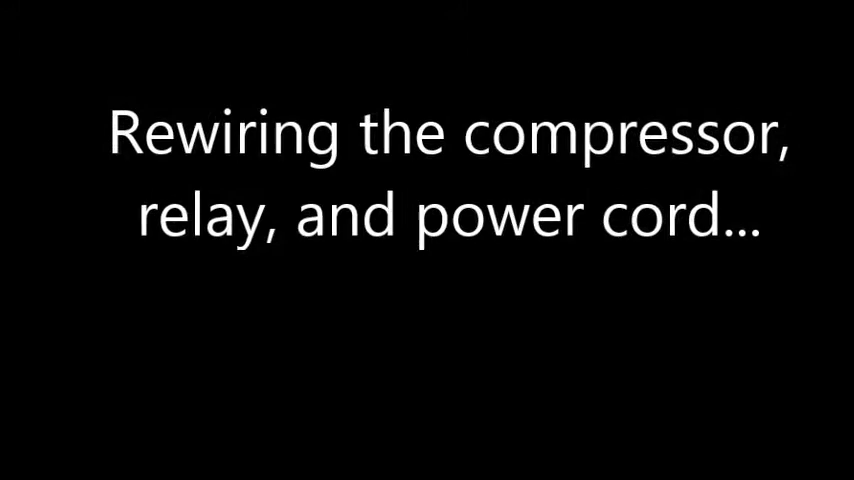 Rewiring the compressor,
relay, and power cord...